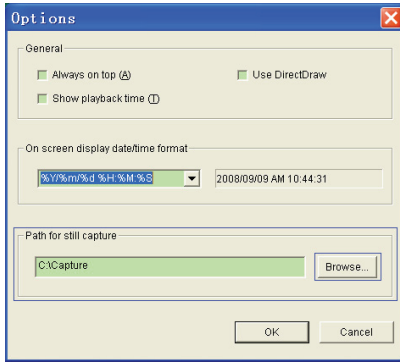 Options
General
Always on top (A)
Use DirectDraw
Show playback time (T)
On screen display date/time format
%Y/%m/%d %H:%M:%S
2008/09/09 AM 10:44:31
Path for still capture
C:\Capture
Browse...
OK
Cancel